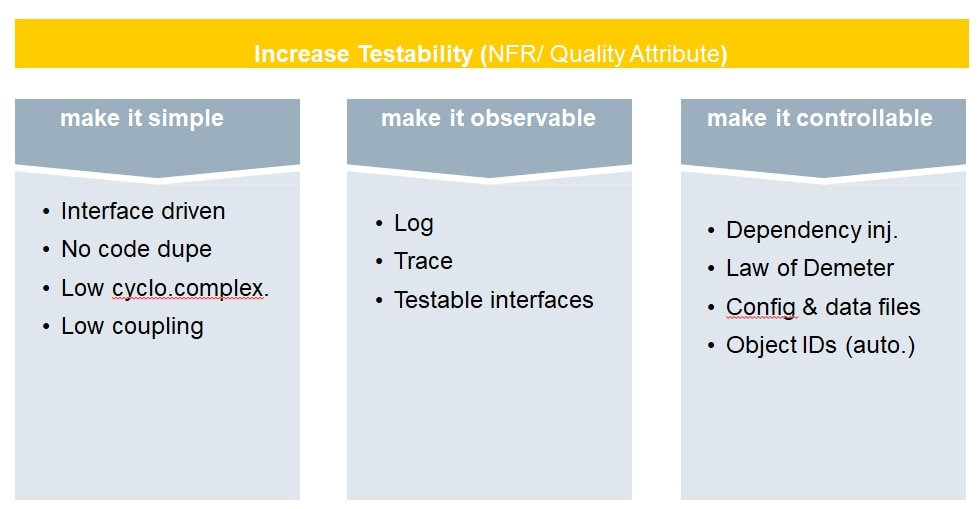 Increase Testability (NFR/ Quality Attribute)
make it simple
• Interface driven
• No code dupe
• Low cyclo.complex.
• Low coupling
make it observable
• Log
• Trace
• Testable interfaces
make it controllable
• Dependency inj.
• Law of Demeter
• Config & data files
• Object IDs (auto.)